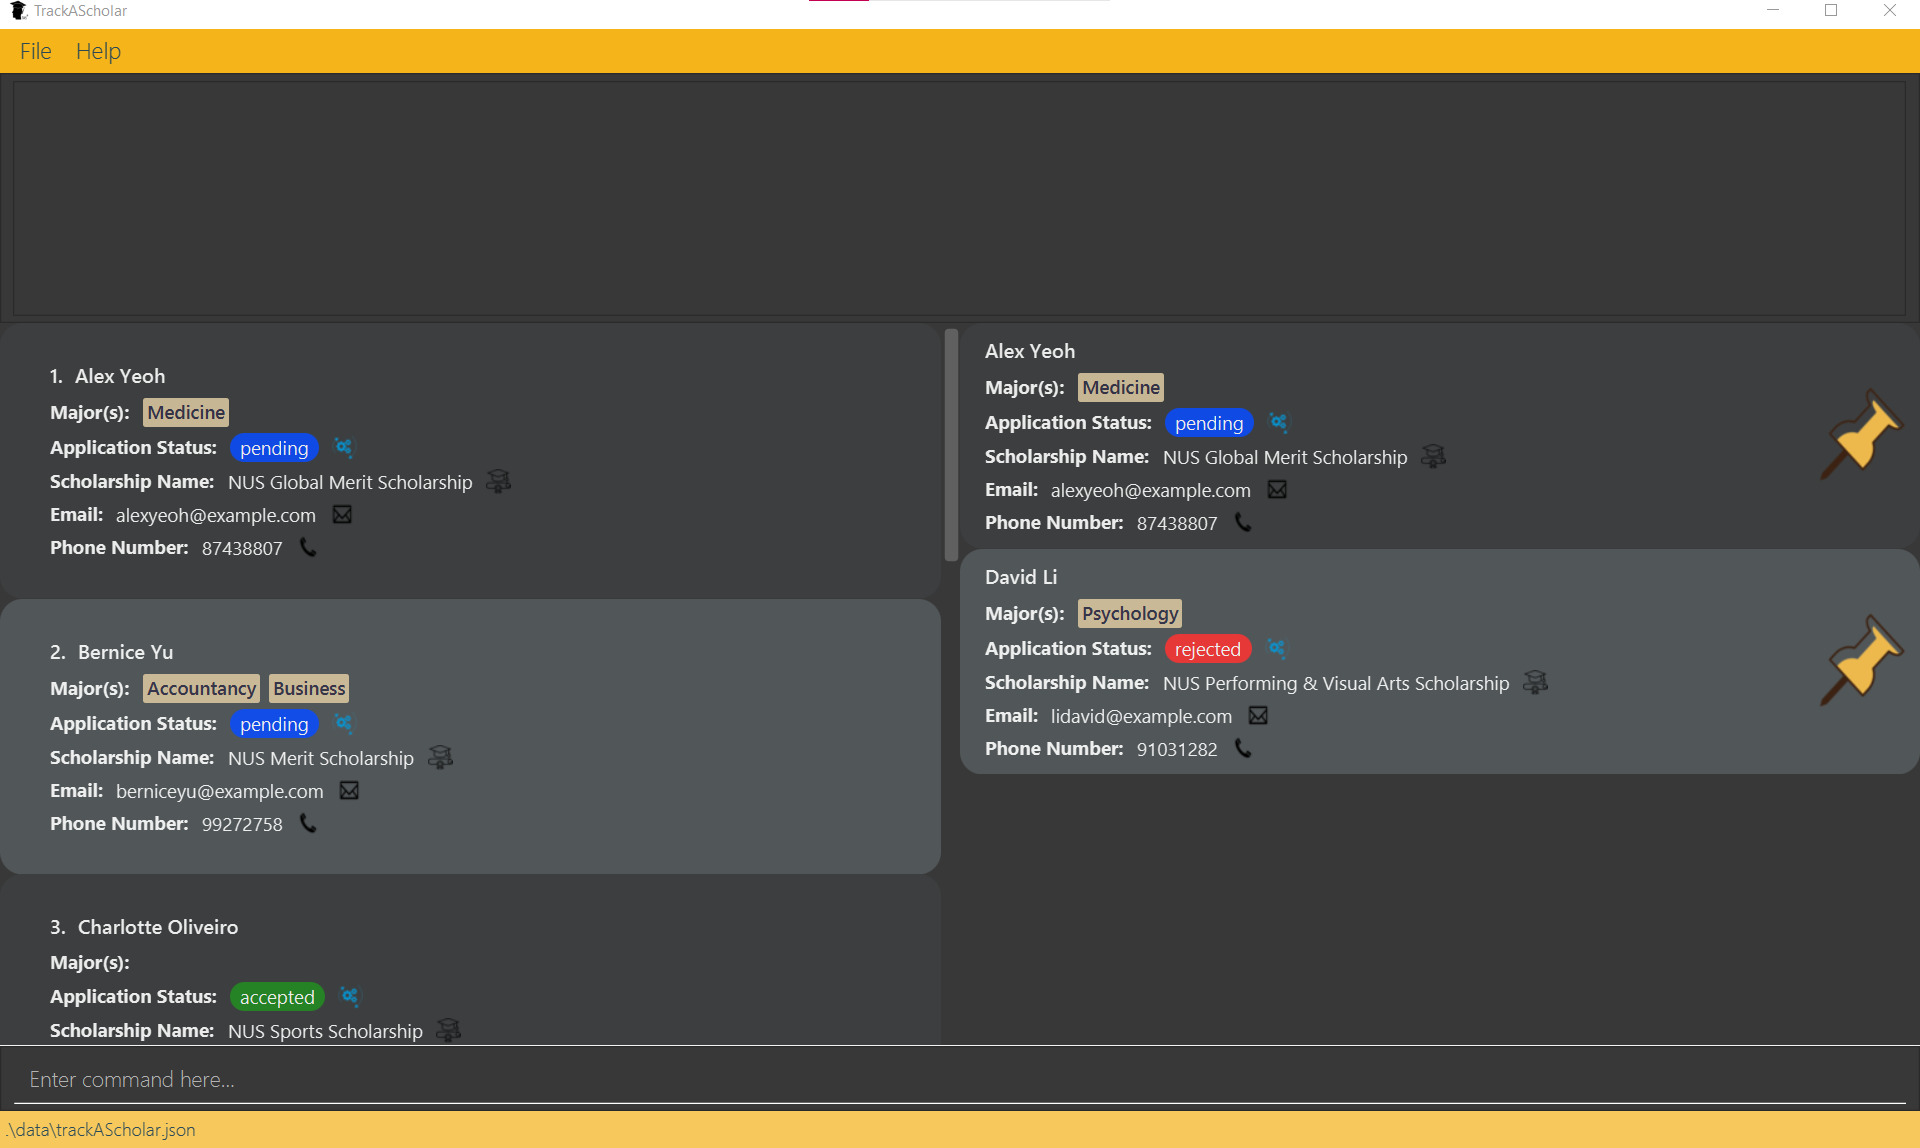 TrackAScholar
File Help
1. Alex Yeoh
Major(s): Medicine
Application Status: pending
Scholarship Name: NUS Global Merit Scholarship
Email: alexyeoh@example.com
Phone Number: 87438807
2. Bernice Yu
Major(s): Accountancy Business
Application Status: pending
Scholarship Name: NUS Merit Scholarship
Email: berniceyu@example.com
Phone Number: 99272758
3. Charlotte Oliveiro
Major(s):
Application Status: accepted
Scholarship Name: NUS Sports Scholarship
Alex Yeoh
Major(s): Medicine
Application Status: pending
Scholarship Name: NUS Global Merit Scholarship
Email: alexyeoh@example.com
Phone Number: 87438807
David Li
Major(s): Psychology
Application Status: rejected
Scholarship Name: NUS Performing & Visual Arts Scholarship
Email: lidavid@example.com
Phone Number: 91031282
Enter command here...
.\data\trackAScholar.json